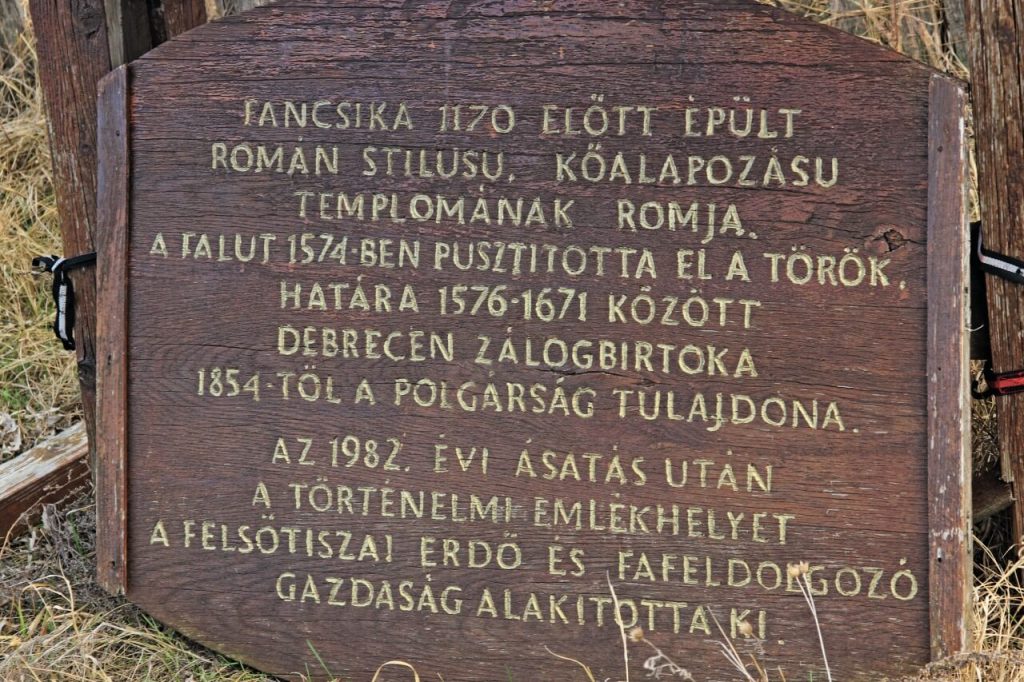 FANCSIKA 1170 ELŐTT ÉPÜLT
ROMÁN STILUSU, KŐALAPOZÁSU
TEMPLOMÁNAK ROMJA.
A FALUT 1574-BEN PUSZTITOTTA EL A TÖRÖK.
HATÁRA 1576-1671 KÖZÖTT
DEBRECEN ZÁLOGBIRTOKA
1854-TÖL A POLGÁRSÁG TULAJDONA.
AZ 1982. ÉVI ÁSATÁS UTÁN
A TÖRTÉNELMI EMLÉKHELYET
A FELSŐTISZAI ERDŐ ÉS FAFELDOLGOZÓ
GAZDASÁG ALAKITOTTA KI.